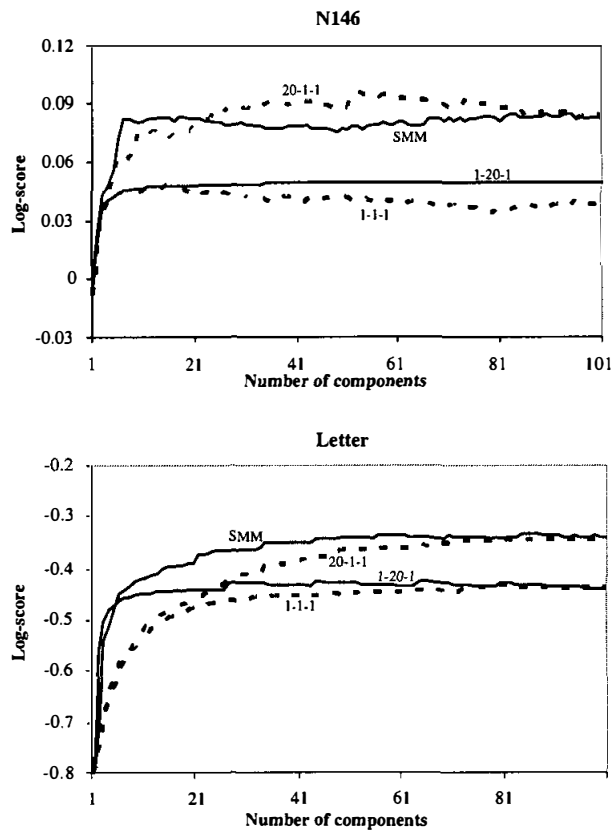 N146
0.12
0.09
0.06
0.03
0
-0.03
Log-score
20-1-1
SMM
1-20-1
1-1-1
1 21 41 61 81 101
Number of components
Letter
-0.2
-0.3
-0.4
-0.5
-0.6
-0.7
-0.8
Log-score
SMM
20-1-1
1-20-1
1-1-1
1 21 41 61 81
Number of components